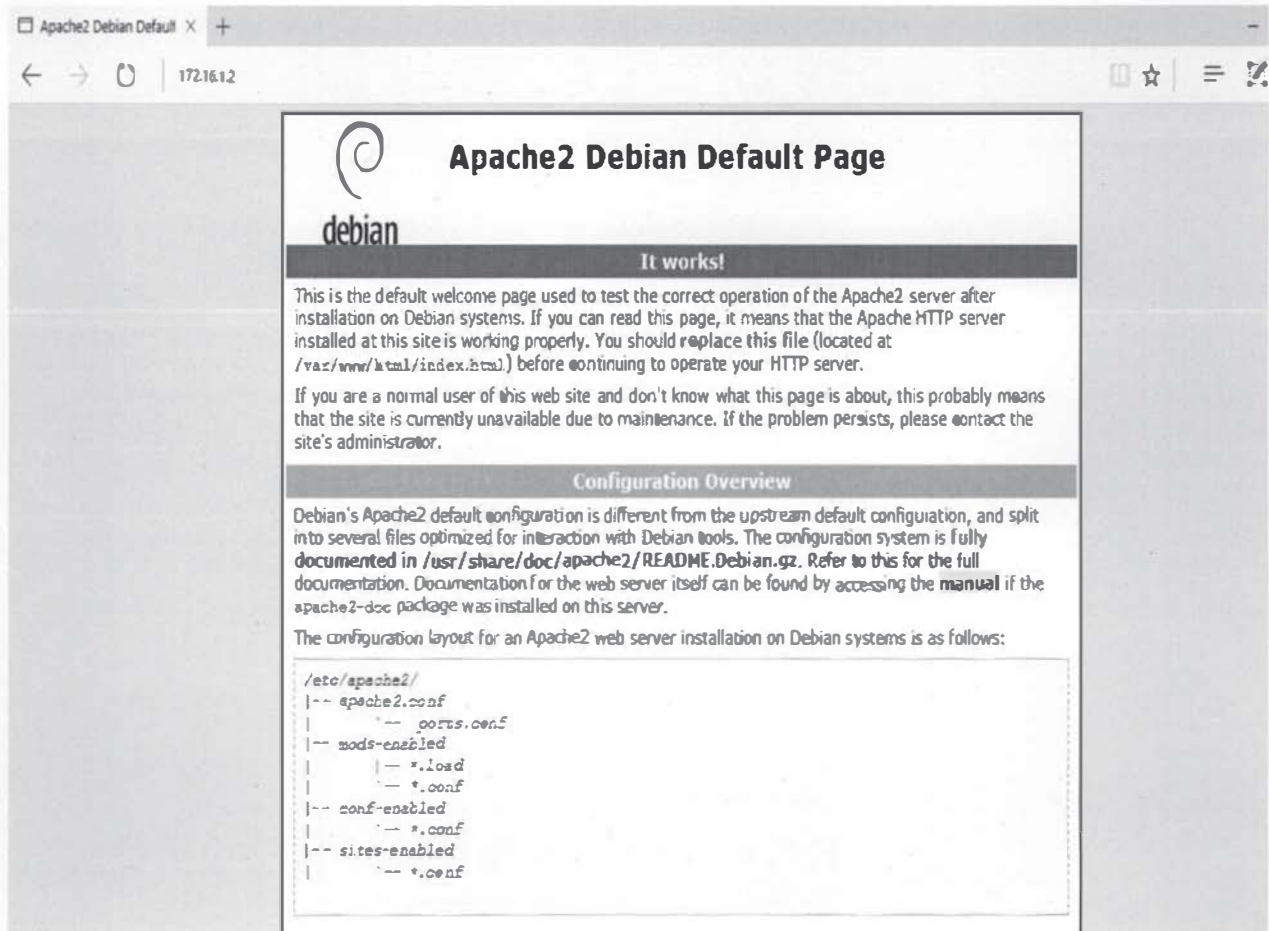 Apache2 Debian Default
172.16.1.2
Apache2 Debian Default Page
debian
It works!
This is the default welcome page used to test the correct operation of the Apache2 server after
installation on Debian systems. If you can read this page, it means that the Apache HTTP server
installed at this site is working properly. You should replace this file (located at
/var/www/html/index.html) before continuing to operate your HTTP server.
If you are a normal user of this web site and don't know what this page is about, this probably means
that the site is currently unavailable due to maintenance. If the problem persists, please contact the
site's administrator.
Configuration Overview
Debian's Apache2 default configuration is different from the upstream default configuration, and split
into several files optimized for interaction with Debian tools. The configuration system is fully
documented in /usr/share/doc/apache2/README.Debian.gz. Refer to this for the full
documentation. Documentation for the web server itself can be found by accessing the manual if the
apache2-doc package was installed on this server.
The configuration layout for an Apache2 web server installation on Debian systems is as follows:
/etc/apache2/
|-- apache2.conf
|       `-- ports.conf
|-- mods-enabled
|       |-- *.load
|       `-- *.conf
|-- conf-enabled
|       `-- *.conf
|-- sites-enabled
|       `-- *.conf